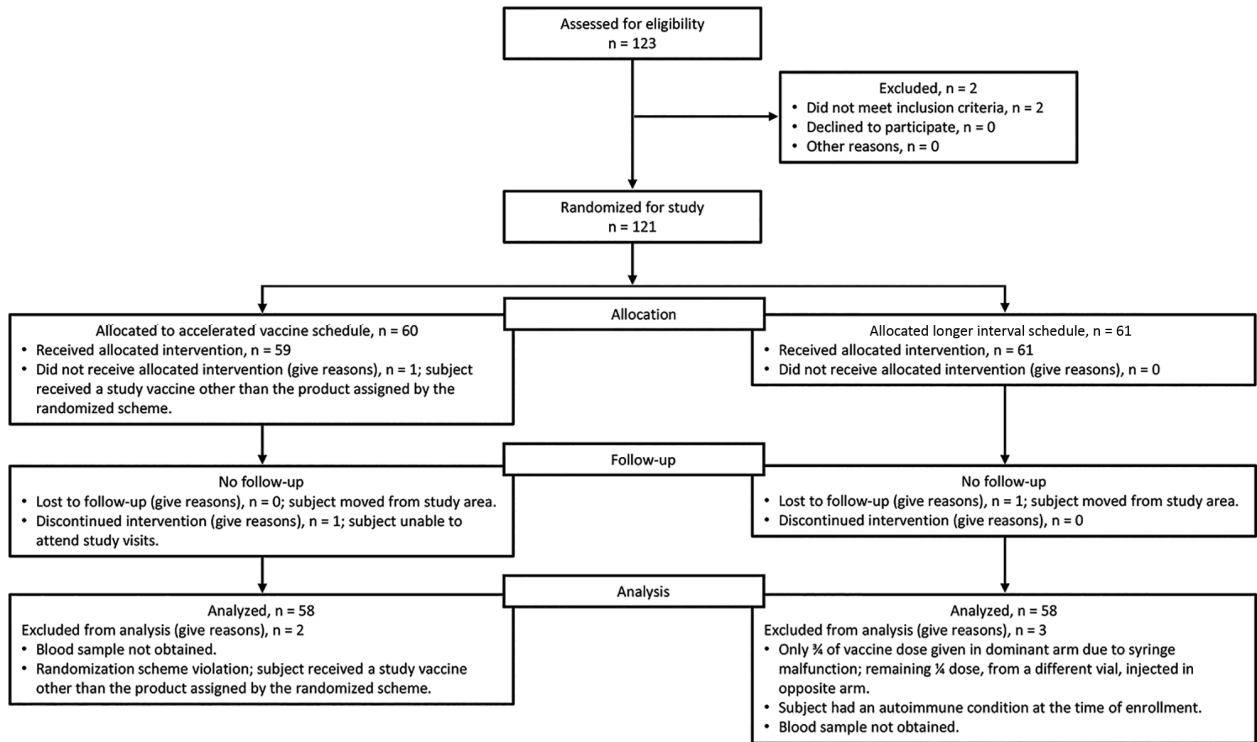 Assessed for eligibility
n = 123
Excluded, n = 2
• Did not meet inclusion criteria, n = 2
• Declined to participate, n = 0
• Other reasons, n = 0
Randomized for study
n = 121
Allocation
Allocated to accelerated vaccine schedule, n = 60
• Received allocated intervention, n = 59
• Did not receive allocated intervention (give reasons), n = 1; subject
received a study vaccine other than the product assigned by the
randomized scheme.
Allocated longer interval schedule, n = 61
• Received allocated intervention, n = 61
• Did not receive allocated intervention (give reasons), n = 0
Follow-up
No follow-up
• Lost to follow-up (give reasons), n = 0; subject moved from study area.
• Discontinued intervention (give reasons), n = 1; subject unable to
attend study visits.
No follow-up
• Lost to follow-up (give reasons), n = 1; subject moved from study area.
• Discontinued intervention (give reasons), n = 0
Analysis
Analyzed, n = 58
Excluded from analysis (give reasons), n = 2
• Blood sample not obtained.
• Randomization scheme violation; subject received a study vaccine
other than the product assigned by the randomized scheme.
Analyzed, n = 58
Excluded from analysis (give reasons), n = 3
• Only ¾ of vaccine dose given in dominant arm due to syringe
malfunction; remaining ¼ dose, from a different vial, injected in
opposite arm.
• Subject had an autoimmune condition at the time of enrollment.
• Blood sample not obtained.